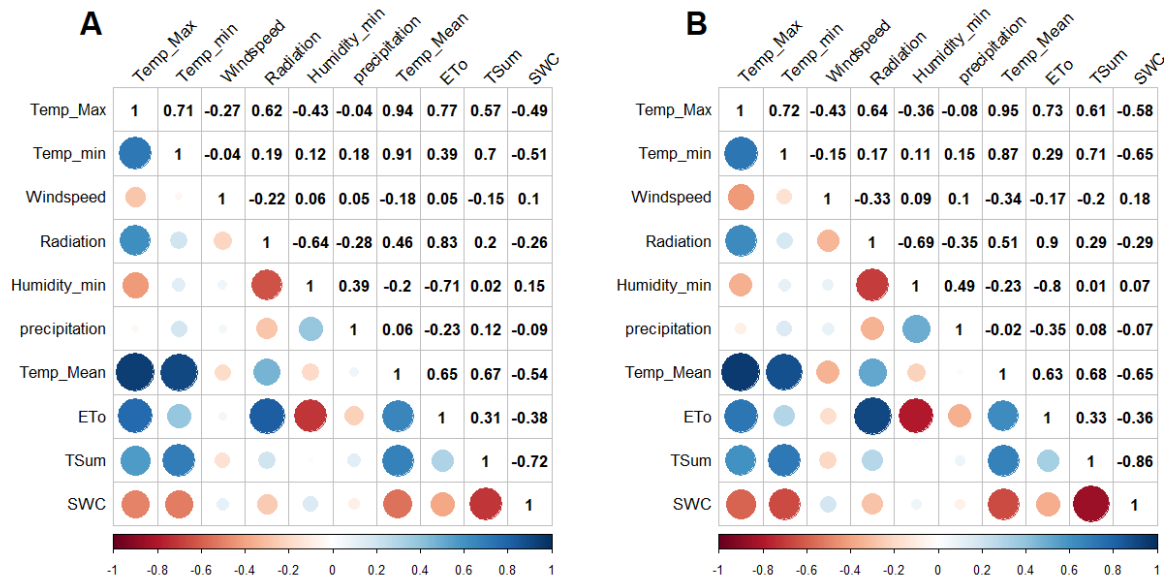 A
Temp_Max Temp_min Windspeed Radiation Humidity_min precipitation Temp_Mean ETo TSum SWC
Temp_Max 1 0.71 -0.27 0.62 -0.43 -0.04 0.94 0.77 0.57 -0.49
Temp_min 1 -0.04 0.19 0.12 0.18 0.91 0.39 0.7 -0.51
Windspeed 1 -0.22 0.06 0.05 -0.18 0.05 -0.15 0.1
Radiation 1 -0.64 -0.28 0.46 0.83 0.2 -0.26
Humidity_min 1 0.39 -0.2 -0.71 0.02 0.15
precipitation 1 0.06 -0.23 0.12 -0.09
Temp_Mean 1 0.65 0.67 -0.54
ETo 1 0.31 -0.38
TSum 1 -0.72
SWC 1
-1 -0.8 -0.6 -0.4 -0.2 0 0.2 0.4 0.6 0.8 1
B
Temp_Max Temp_min Windspeed Radiation Humidity_min precipitation Temp_Mean ETo TSum SWC
Temp_Max 1 0.72 -0.43 0.64 -0.36 -0.08 0.95 0.73 0.61 -0.58
Temp_min 1 -0.15 0.17 0.11 0.15 0.87 0.29 0.71 -0.65
Windspeed 1 -0.33 0.09 0.1 -0.34 -0.17 -0.2 0.18
Radiation 1 -0.69 -0.35 0.51 0.9 0.29 -0.29
Humidity_min 1 0.49 -0.23 -0.8 0.01 0.07
precipitation 1 -0.02 -0.35 0.08 -0.07
Temp_Mean 1 0.63 0.68 -0.65
ETo 1 0.33 -0.36
TSum 1 -0.86
SWC 1
-1 -0.8 -0.6 -0.4 -0.2 0 0.2 0.4 0.6 0.8 1